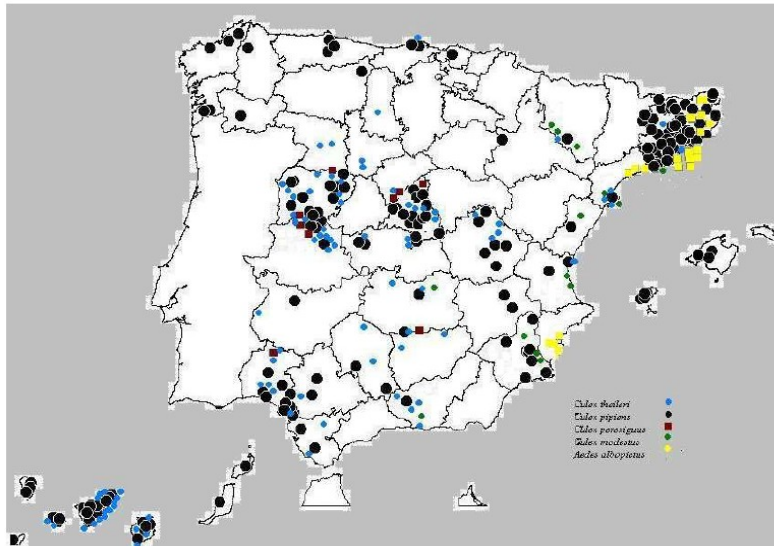 Culex theileri
Culex pipiens
Culex perexiguus
Culex modestus
Aedes albopictus